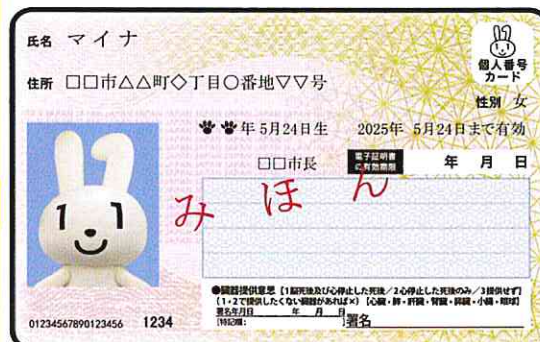 氏名 マイナ
個人番号
カード
住所 □□市△△町◇丁目○番地▽▽号
性別 女
年 5月24日生 2025年 5月24日まで有効
□□市長 電子証明書の有効期限 年 月 日
みほん
●臓器提供意思【1脳死後及び心停止した死後/2心停止した死後のみ/3提供せず】
(1・2で提供したくない臓器があれば×)【心臓・肺・肝臓・腎臓・膵臓・小腸・眼球】
署名年月日 年 月 日
[特記欄: ] 署名
01234567890123456 1234